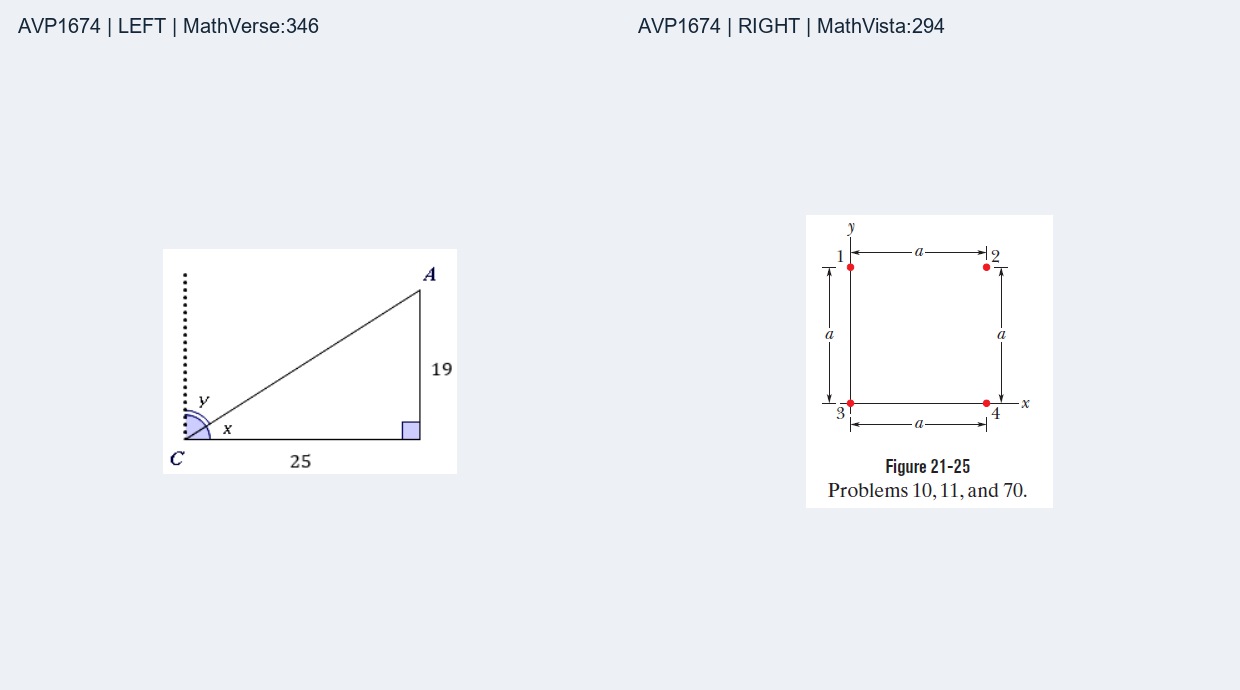 AVP1674 | LEFT | MathVerse:346
A
19
y
x
C
25
AVP1674 | RIGHT | MathVista:294
y
a
1
2
a
a
x
3
4
a
Figure 21-25
Problems 10, 11, and 70.